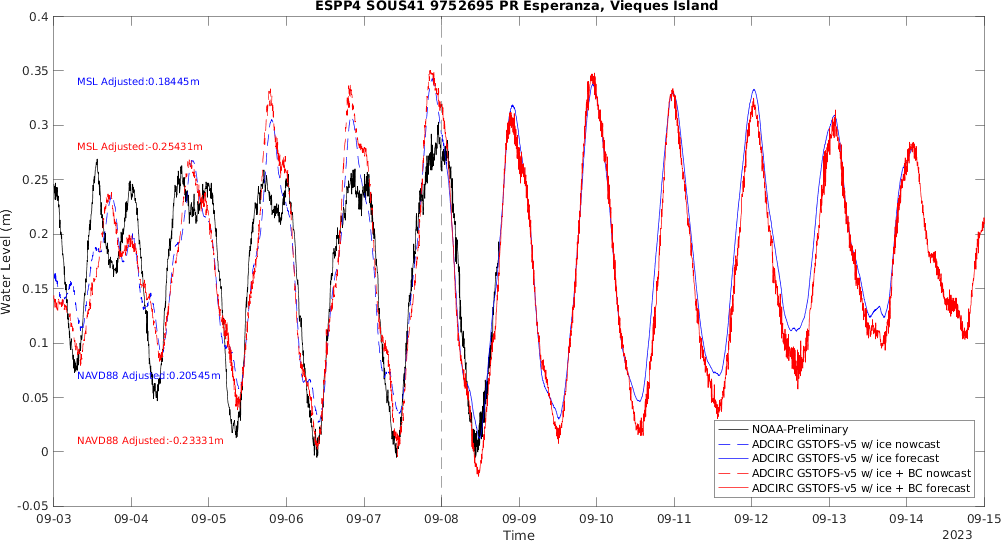 ESPP4 SOUS41 9752695 PR Esperanza, Vieques Island
0.4
0.35
0.3
0.25
0.2
0.15
0.1
0.05
0
-0.05
Water Level (m)
MSL Adjusted:0.18445m
MSL Adjusted:-0.25431m
NAVD88 Adjusted:0.20545m
NAVD88 Adjusted:-0.23331m
NOAA-Preliminary
ADCIRC GSTOFS-v5 w/ ice nowcast
ADCIRC GSTOFS-v5 w/ ice forecast
ADCIRC GSTOFS-v5 w/ ice + BC nowcast
ADCIRC GSTOFS-v5 w/ ice + BC forecast
09-03 09-04 09-05 09-06 09-07 09-08 09-09 09-10 09-11 09-12 09-13 09-14 09-15
Time
2023